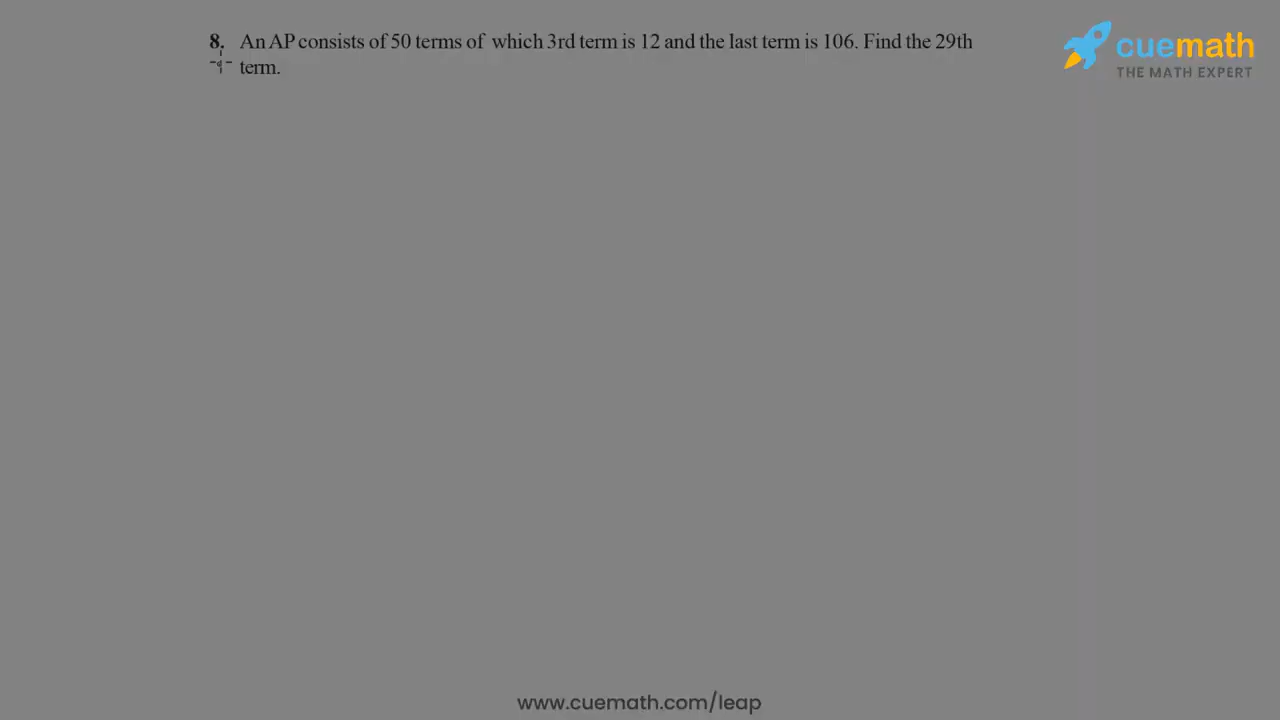 8. An AP consists of 50 terms of which 3rd term is 12 and the last term is 106. Find the 29th
term.
cuemath
THE MATH EXPERT
www.cuemath.com/leap